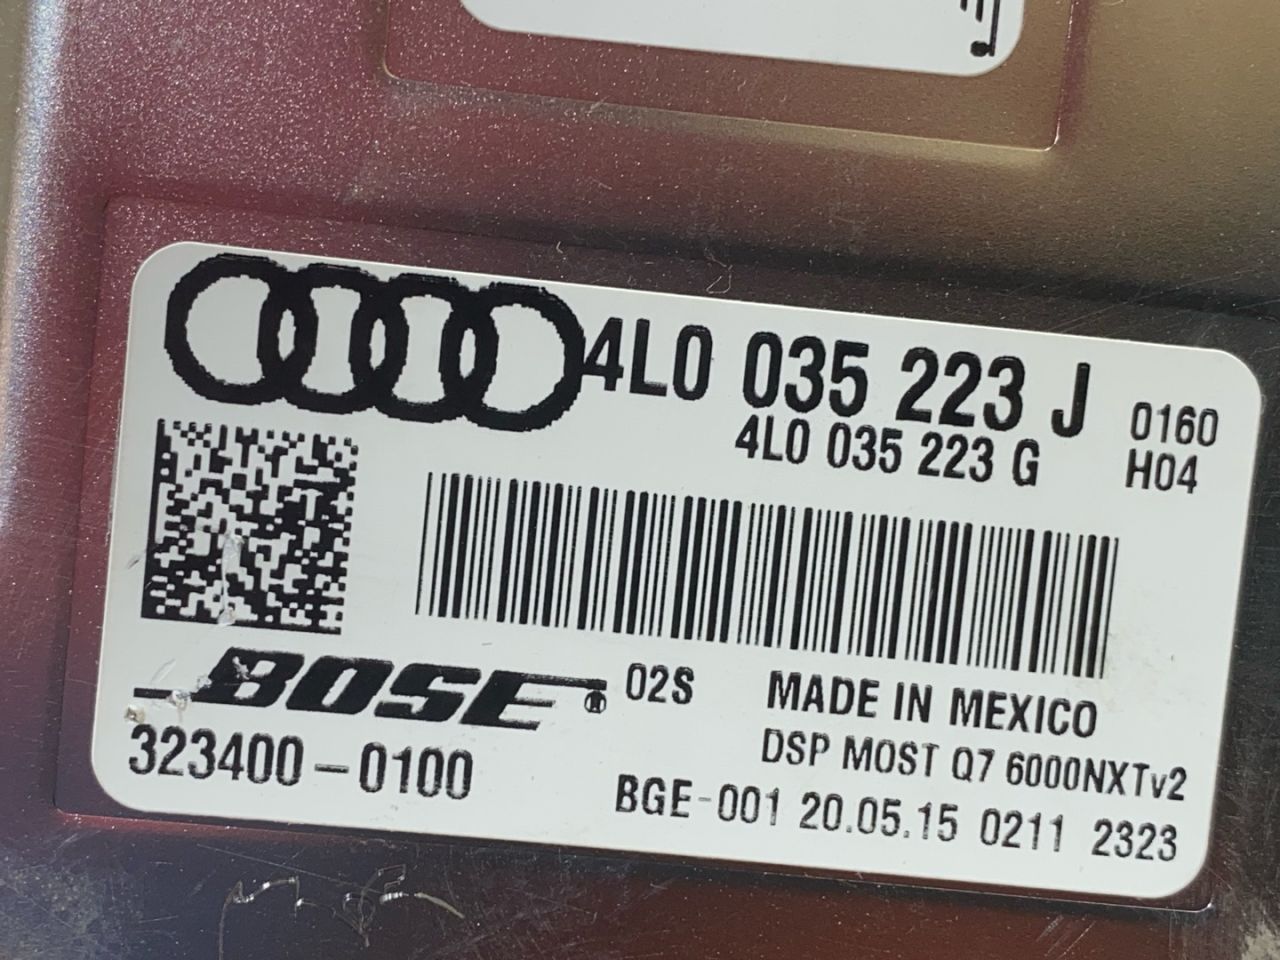 4L0 035 223 J
4L0 035 223 G
0160
H04
BOSE® 02S
323400-0100
MADE IN MEXICO
DSP MOST Q7 6000NXTv2
BGE-001 20.05.15 0211 2323